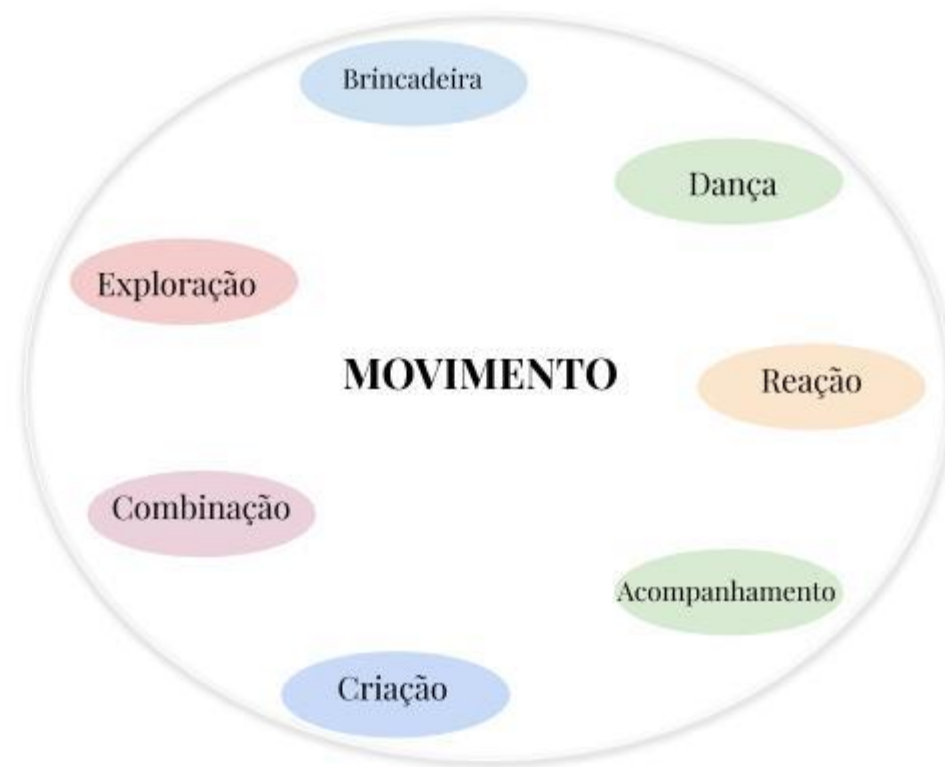 Brincadeira
Dança
Exploração
MOVIMENTO
Reação
Combinação
Acompanhamento
Criação